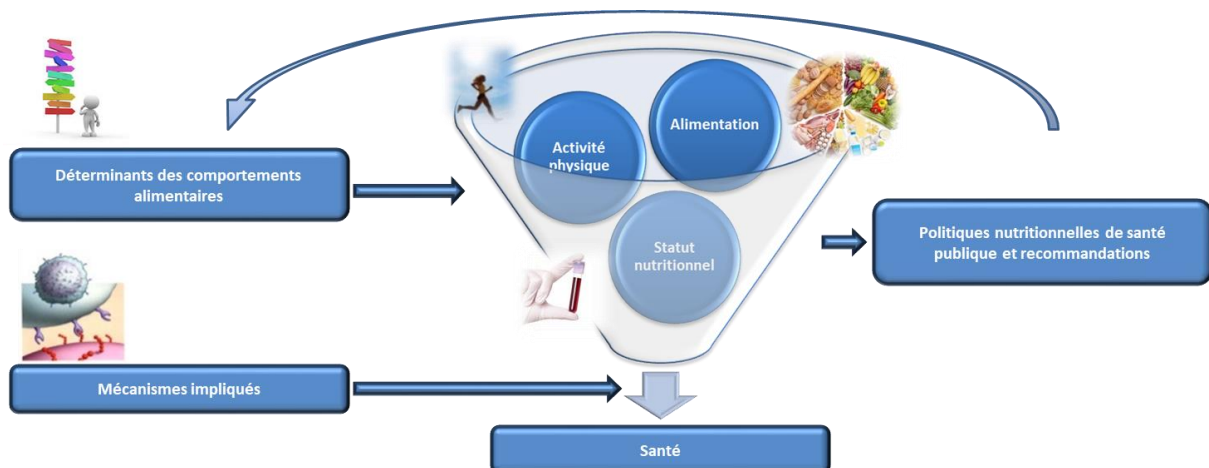 Déterminants des comportements
alimentaires
Mécanismes impliqués
Activité
physique
Alimentation
Statut
nutritionnel
Santé
Politiques nutritionnelles de santé
publique et recommandations